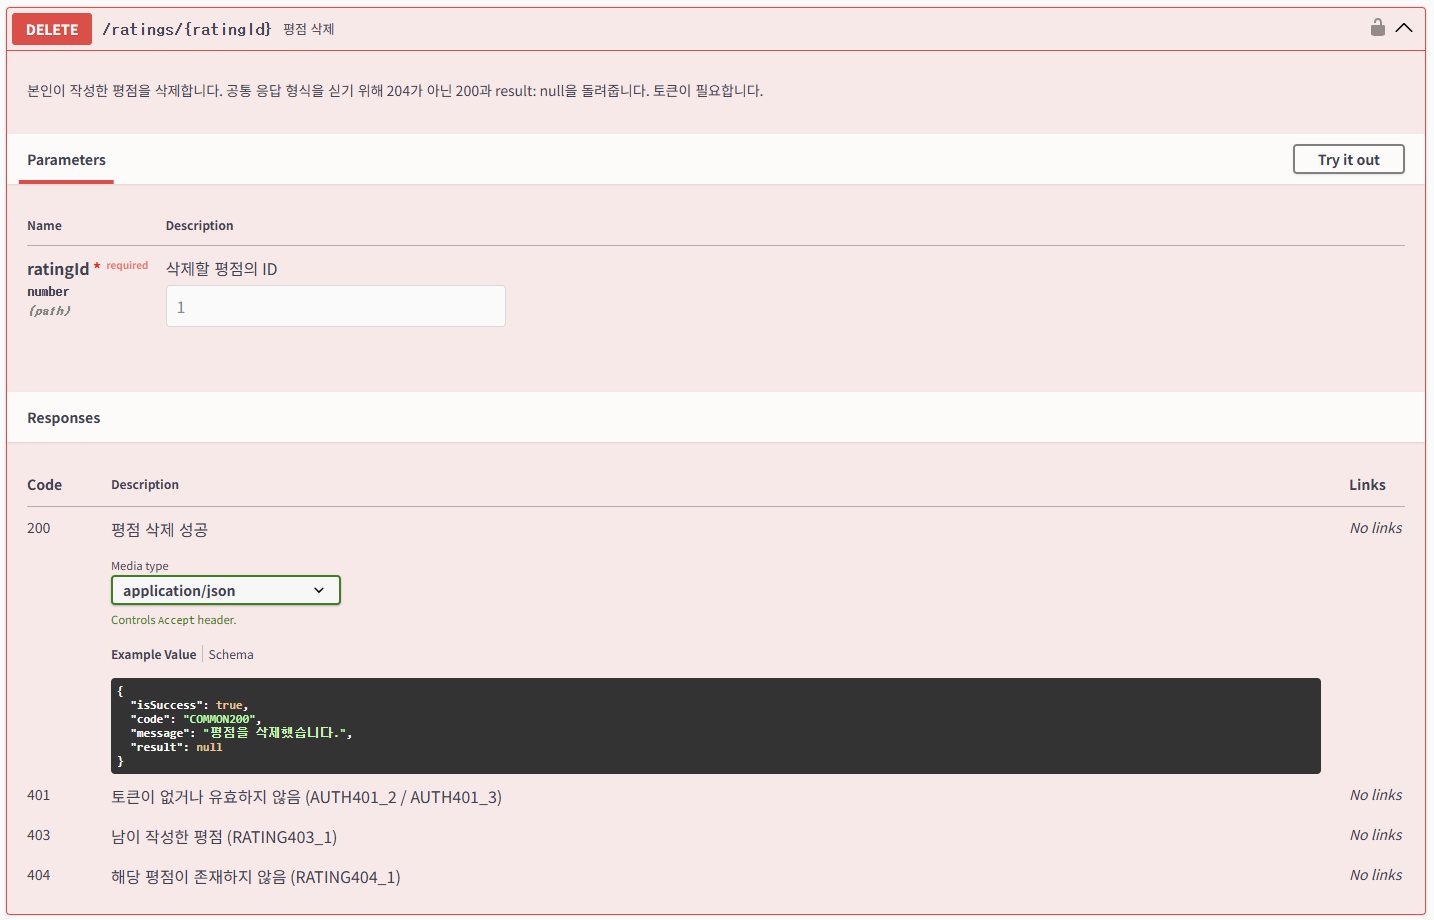 DELETE /ratings/{ratingId} 평점 삭제
본인이 작성한 평점을 삭제합니다. 공통 응답 형식을 싣기 위해 204가 아닌 200과 result: null을 돌려줍니다. 토큰이 필요합니다.
Parameters
Try it out
Name Description
ratingId * required 삭제할 평점의 ID
number
(path)
1
Responses
Code Description Links
200 평점 삭제 성공 No links
Media type
application/json
Controls Accept header.
Example Value Schema
{
"isSuccess": true,
"code": "COMMON200",
"message": "평점을 삭제했습니다.",
"result": null
}
401 토큰이 없거나 유효하지 않음 (AUTH401_2 / AUTH401_3) No links
403 남이 작성한 평점 (RATING403_1) No links
404 해당 평점이 존재하지 않음 (RATING404_1) No links